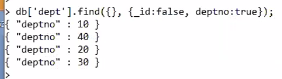 > db['dept'].find({}, {_id:false, deptno:true});
{ "deptno" : 10 }
{ "deptno" : 40 }
{ "deptno" : 20 }
{ "deptno" : 30 }
>